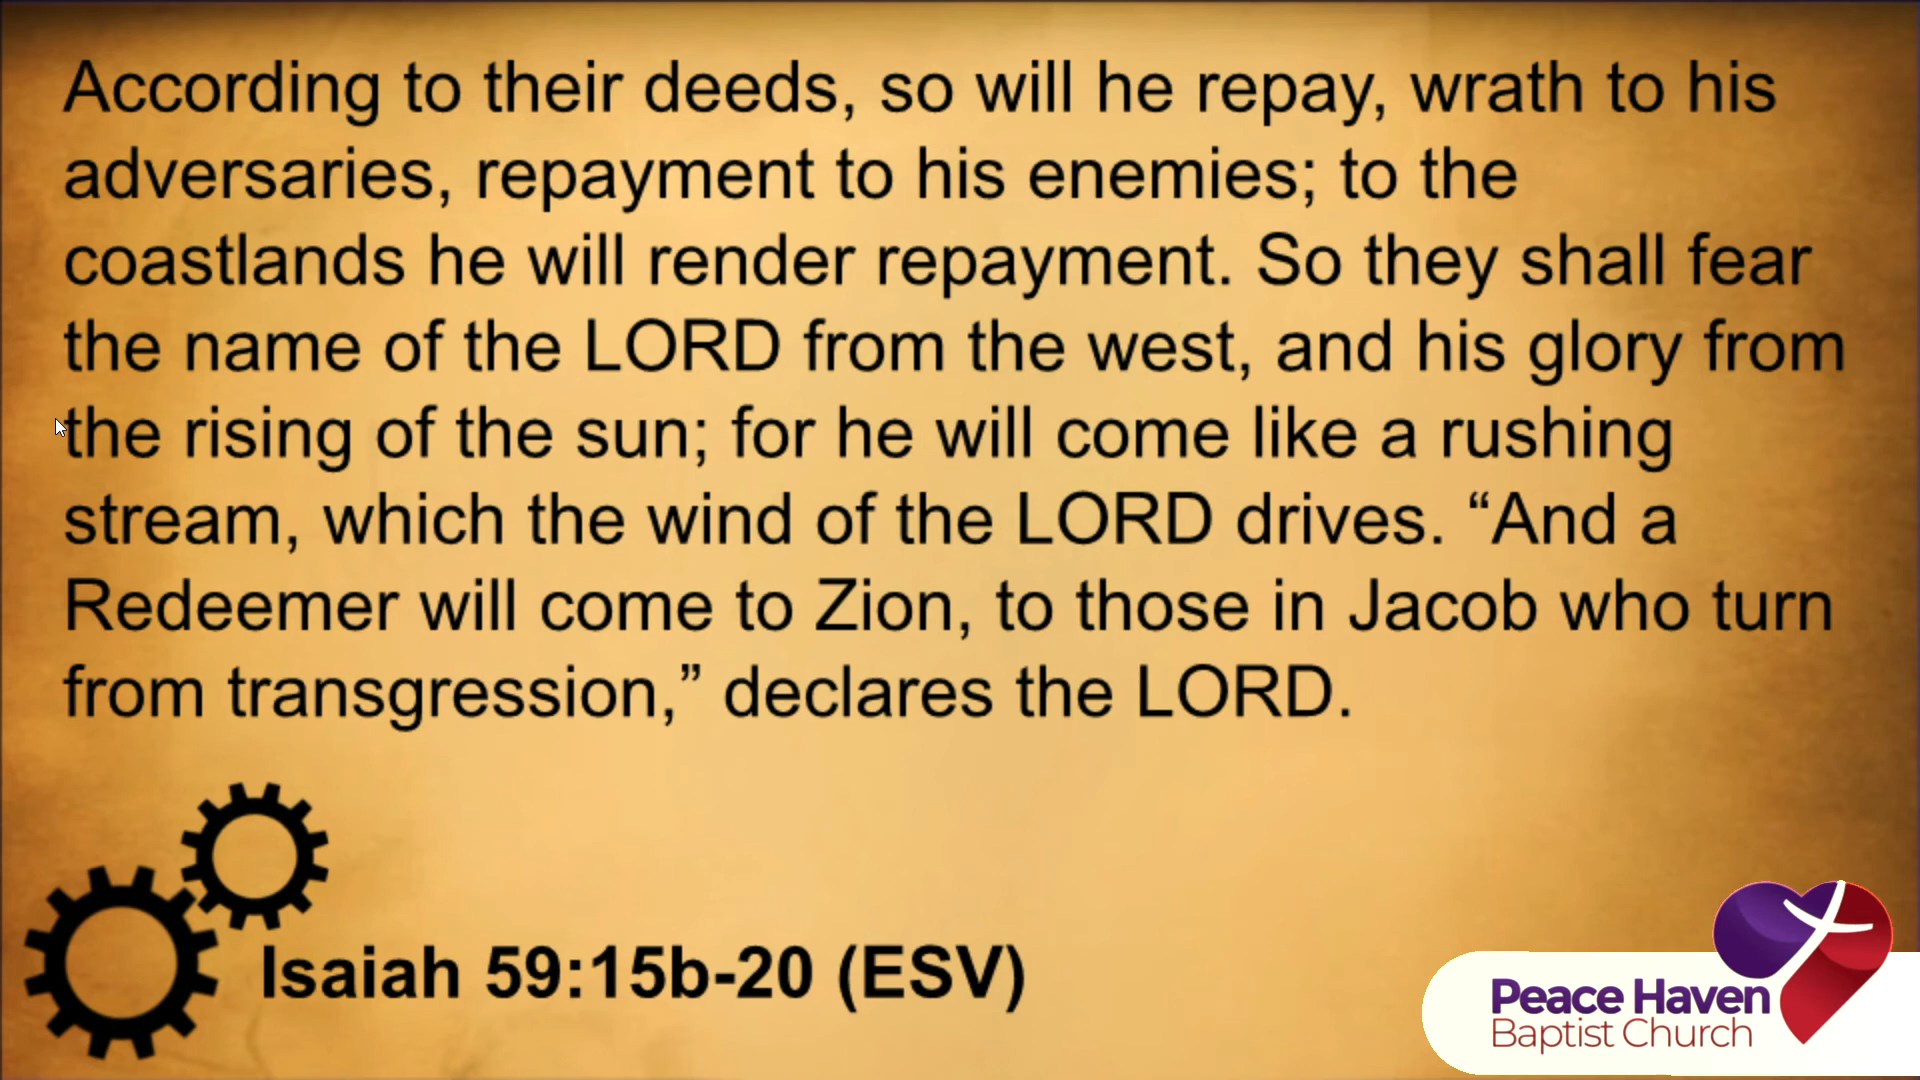 According to their deeds, so will he repay, wrath to his
adversaries, repayment to his enemies; to the
coastlands he will render repayment. So they shall fear
the name of the LORD from the west, and his glory from
the rising of the sun; for he will come like a rushing
stream, which the wind of the LORD drives. “And a
Redeemer will come to Zion, to those in Jacob who turn
from transgression,” declares the LORD.
Isaiah 59:15b-20 (ESV)
Peace Haven
Baptist Church